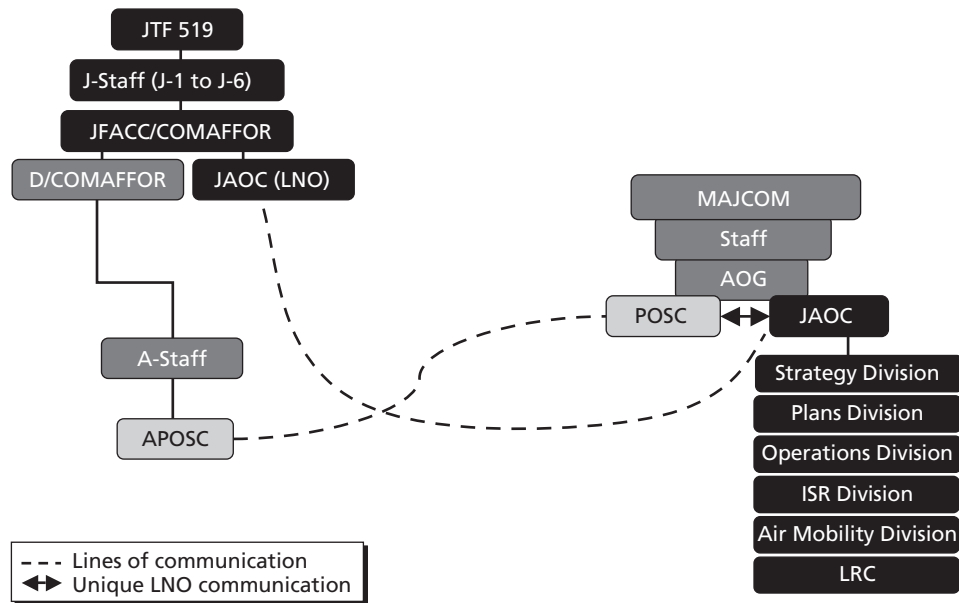 JTF 519
J-Staff (J-1 to J-6)
JFACC/COMAFFOR
D/COMAFFOR
JAOC (LNO)
A-Staff
APOSC
MAJCOM
Staff
AOG
POSC
JAOC
Strategy Division
Plans Division
Operations Division
ISR Division
Air Mobility Division
LRC
Lines of communication
Unique LNO communication